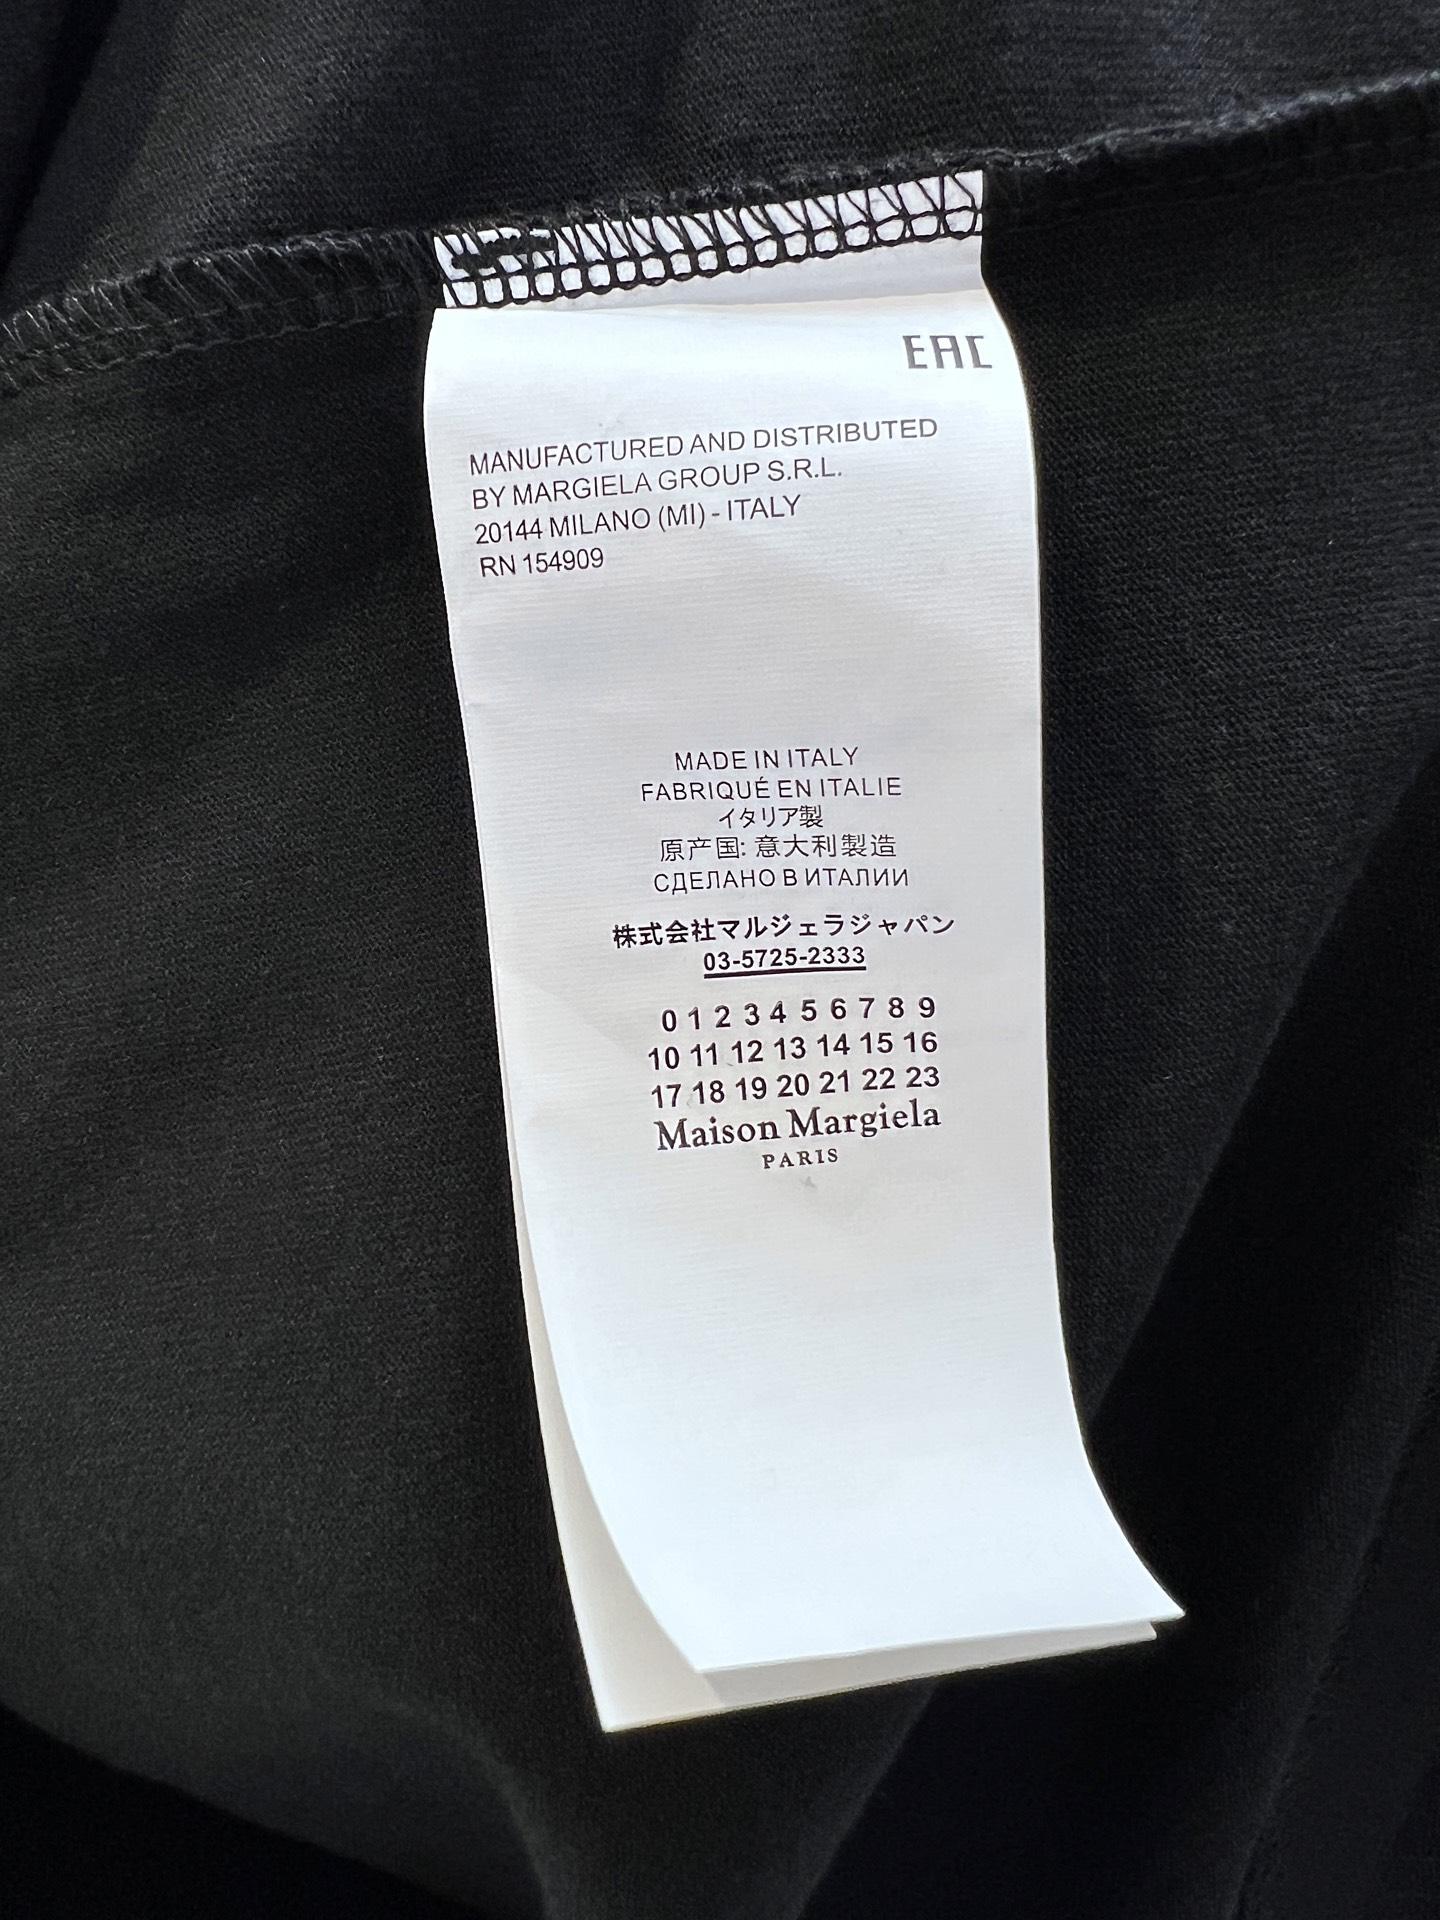 EAC
MANUFACTURED AND DISTRIBUTED
BY MARGIELA GROUP S.R.L.
20144 MILANO (MI) - ITALY
RN 154909
MADE IN ITALY
FABRIQUÉ EN ITALIE
イタリア製
原产国: 意大利製造
СДЕЛАНО В ИТАЛИИ
株式会社マルジェラジャパン
03-5725-2333
0 1 2 3 4 5 6 7 8 9
10 11 12 13 14 15 16
17 18 19 20 21 22 23
Maison Margiela
PARIS